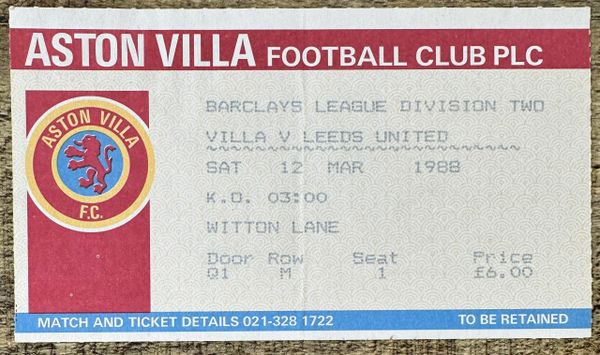 ASTON VILLA FOOTBALL CLUB PLC
ASTON VILLA
F.C.
BARCLAYS LEAGUE DIVISION TWO
VILLA V LEEDS UNITED
SAT 12 MAR 1988
K.O. 03:00
WITTON LANE
Door Row Seat Price
Q1 M 1 £6.00
MATCH AND TICKET DETAILS 021-328 1722 TO BE RETAINED